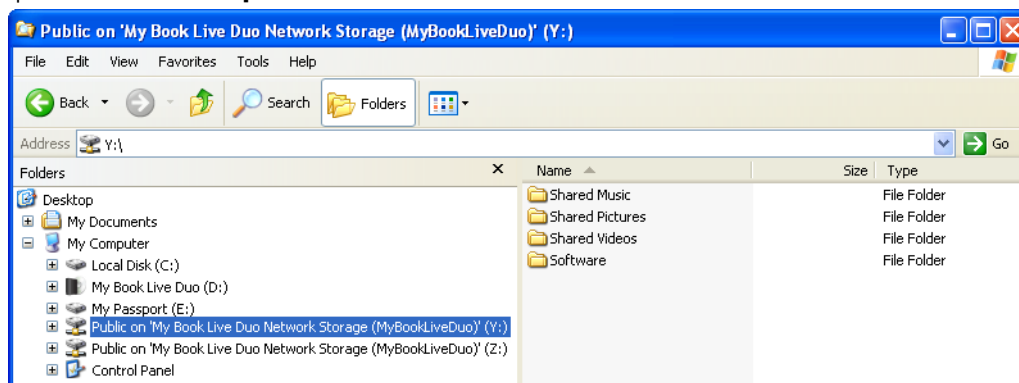 Public on 'My Book Live Duo Network Storage (MyBookLiveDuo)' (Y:)
File Edit View Favorites Tools Help
Back Search Folders
Address Y:\ Go
Folders X
Desktop
My Documents
My Computer
Local Disk (C:)
My Book Live Duo (D:)
My Passport (E:)
Public on 'My Book Live Duo Network Storage (MyBookLiveDuo)' (Y:)
Public on 'My Book Live Duo Network Storage (MyBookLiveDuo)' (Z:)
Control Panel
Name Size Type
Shared Music File Folder
Shared Pictures File Folder
Shared Videos File Folder
Software File Folder